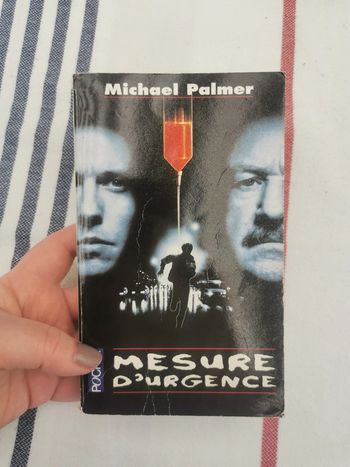 Michael Palmer
POCKET
MESURE
D'URGENCE